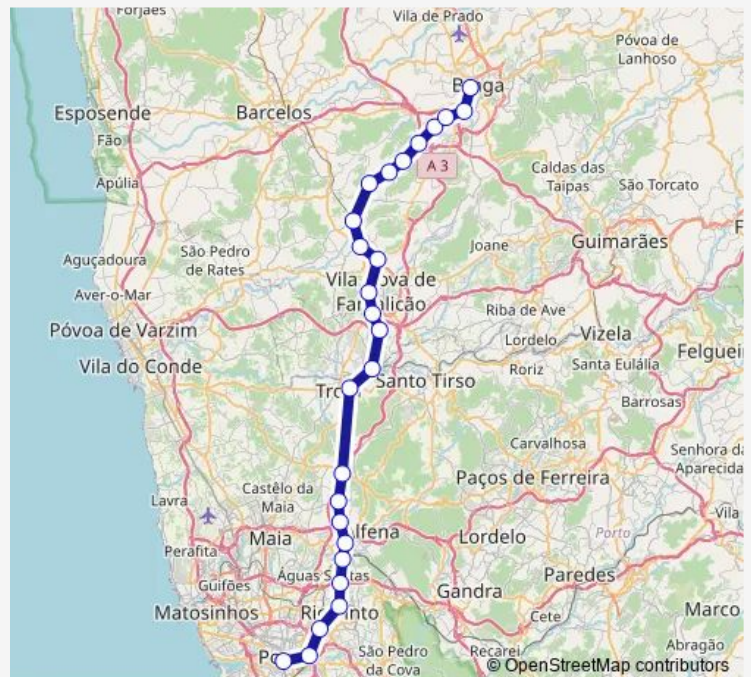 Forjães
Vila de Prado
Póvoa de
Lanhoso
Braga
Esposende
Barcelos
Fão
A 3
Apúlia
Caldas das
Taipas
São Torcato
Guimarães
Joane
São Pedro
de Rates
Aguçadoura
Vila Nova de
Famalicão
Aver-o-Mar
Riba de Ave
Póvoa de Varzim
Lordelo
Vizela
Vila do Conde
Roriz
Santa Eulália
Felguei
Santo Tirso
Tro
Barrosas
Carvalhosa
Senhora da
Aparecida
Paços de Ferreira
Castêlo da
Maia
Lavra
Vila
Porto
Maia
lfena
Lordelo
Perafita
Águas Santas
Paredes
Guifões
Gandra
Matosinhos
Rio Tinto
Marco
Cete
Po
São Pedro
da Cova
Recarei
Abragão
© OpenStreetMap contributors